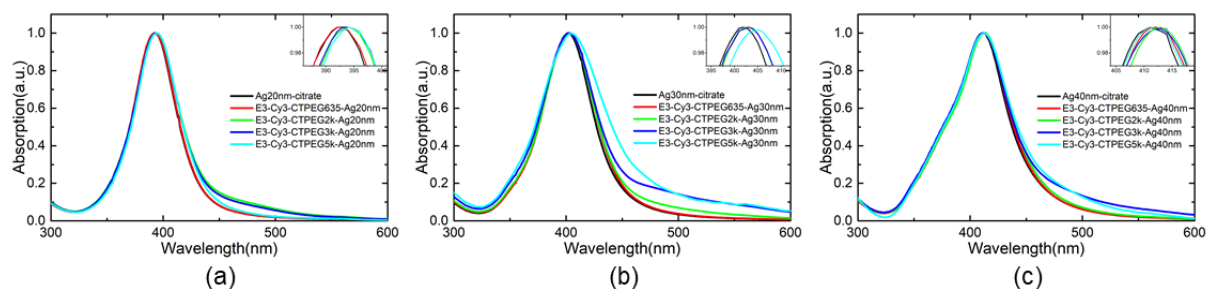 1.00
0.98
390
395
400
1.0
0.8
0.6
0.4
0.2
0.0
Absorption(a.u.)
Ag20nm-citrate
E3-Cy3-CTPEG635-Ag20nm
E3-Cy3-CTPEG2k-Ag20nm
E3-Cy3-CTPEG3k-Ag20nm
E3-Cy3-CTPEG5k-Ag20nm
300
400
500
600
Wavelength(nm)
(a)
1.00
0.98
395
400
405
410
1.0
0.8
0.6
0.4
0.2
0.0
Absorption(a.u.)
Ag30nm-citrate
E3-Cy3-CTPEG635-Ag30nm
E3-Cy3-CTPEG2k-Ag30nm
E3-Cy3-CTPEG3k-Ag30nm
E3-Cy3-CTPEG5k-Ag30nm
300
400
500
600
Wavelength(nm)
(b)
1.00
0.98
405
410
415
1.0
0.8
0.6
0.4
0.2
0.0
Absorption(a.u.)
Ag40nm-citrate
E3-Cy3-CTPEG635-Ag40nm
E3-Cy3-CTPEG2k-Ag40nm
E3-Cy3-CTPEG3k-Ag40nm
E3-Cy3-CTPEG5k-Ag40nm
300
400
500
600
Wavelength(nm)
(c)